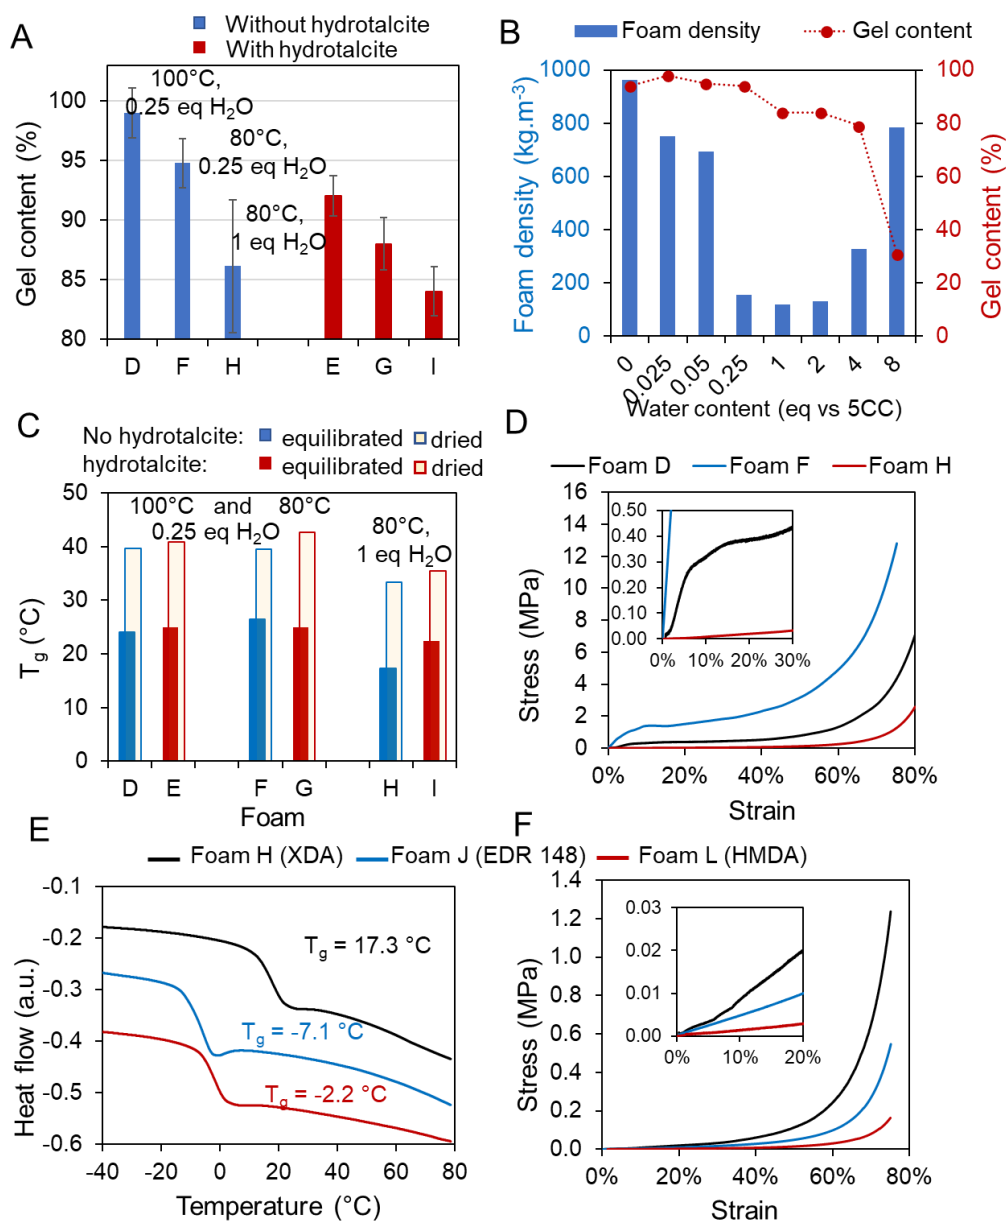 A
Without hydrotalcite
With hydrotalcite
Gel content (%)
100
95
90
85
80
100°C,
0.25 eq H₂O
80°C,
0.25 eq H₂O
80°C,
1 eq H₂O
D F H E G I
B
Foam density Gel content
Foam density (kg.m⁻³)
1000
800
600
400
200
0
100
80
60
40
20
0
Gel content (%)
0 0.025 0.05 0.25 1 2 4 8
Water content (eq vs 5CC)
C
No hydrotalcite: equilibrated dried
hydrotalcite: equilibrated dried
Tg (°C)
50
40
30
20
10
0
100°C and 80°C
0.25 eq H₂O
80°C,
1 eq H₂O
D E F G H I
Foam
D
Foam D Foam F Foam H
Stress (MPa)
16
14
12
10
8
6
4
2
0
0.50
0.40
0.30
0.20
0.10
0.00
0% 10% 20% 30%
0% 20% 40% 60% 80%
Strain
E
Foam H (XDA) Foam J (EDR 148) Foam L (HMDA)
Heat flow (a.u.)
-0.1
-0.2
-0.3
-0.4
-0.5
-0.6
Tg = 17.3 °C
Tg = -7.1 °C
Tg = -2.2 °C
-40 -20 0 20 40 60 80
Temperature (°C)
F
Stress (MPa)
1.4
1.2
1.0
0.8
0.6
0.4
0.2
0.0
0.03
0.02
0.01
0.00
0% 10% 20%
0% 20% 40% 60% 80%
Strain